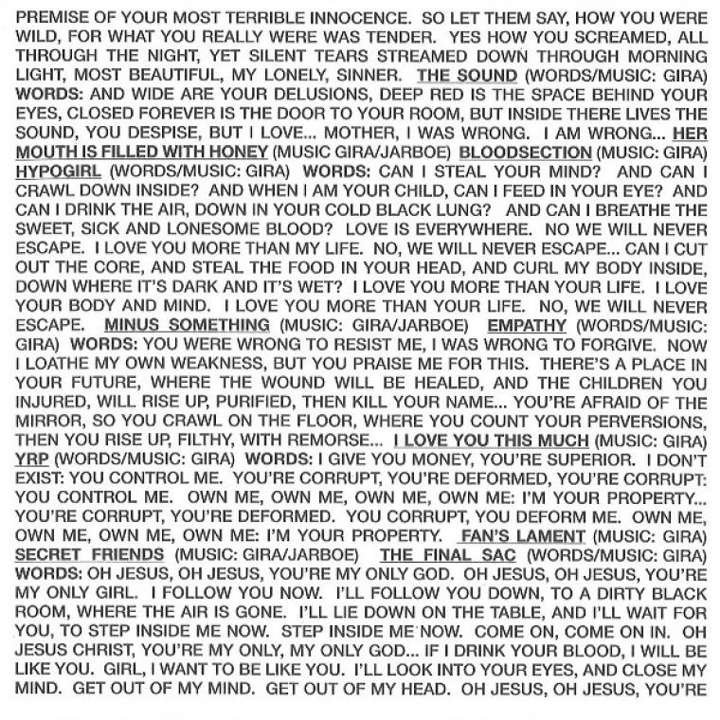 PREMISE OF YOUR MOST TERRIBLE INNOCENCE. SO LET THEM SAY, HOW YOU WERE
WILD, FOR WHAT YOU REALLY WERE WAS TENDER. YES HOW YOU SCREAMED, ALL
THROUGH THE NIGHT, YET SILENT TEARS STREAMED DOWN THROUGH MORNING
LIGHT, MOST BEAUTIFUL, MY LONELY, SINNER. THE SOUND (WORDS/MUSIC: GIRA)
WORDS: AND WIDE ARE YOUR DELUSIONS, DEEP RED IS THE SPACE BEHIND YOUR
EYES, CLOSED FOREVER IS THE DOOR TO YOUR ROOM, BUT INSIDE THERE LIVES THE
SOUND, YOU DESPISE, BUT I LOVE... MOTHER, I WAS WRONG. I AM WRONG... HER
MOUTH IS FILLED WITH HONEY (MUSIC GIRA/JARBOE) BLOODSECTION (MUSIC: GIRA)
HYPOGIRL (WORDS/MUSIC: GIRA) WORDS: CAN I STEAL YOUR MIND? AND CAN I
CRAWL DOWN INSIDE? AND WHEN I AM YOUR CHILD, CAN I FEED IN YOUR EYE? AND
CAN I DRINK THE AIR, DOWN IN YOUR COLD BLACK LUNG? AND CAN I BREATHE THE
SWEET, SICK AND LONESOME BLOOD? LOVE IS EVERYWHERE. NO WE WILL NEVER
ESCAPE. I LOVE YOU MORE THAN MY LIFE. NO, WE WILL NEVER ESCAPE... CAN I CUT
OUT THE CORE, AND STEAL THE FOOD IN YOUR HEAD, AND CURL MY BODY INSIDE,
DOWN WHERE IT'S DARK AND IT'S WET? I LOVE YOU MORE THAN YOUR LIFE. I LOVE
YOUR BODY AND MIND. I LOVE YOU MORE THAN YOUR LIFE. NO, WE WILL NEVER
ESCAPE. MINUS SOMETHING (MUSIC: GIRA/JARBOE) EMPATHY (WORDS/MUSIC:
GIRA) WORDS: YOU WERE WRONG TO RESIST ME, I WAS WRONG TO FORGIVE. NOW
I LOATHE MY OWN WEAKNESS, BUT YOU PRAISE ME FOR THIS. THERE'S A PLACE IN
YOUR FUTURE, WHERE THE WOUND WILL BE HEALED, AND THE CHILDREN YOU
INJURED, WILL RISE UP, PURIFIED, THEN KILL YOUR NAME... YOU'RE AFRAID OF THE
MIRROR, SO YOU CRAWL ON THE FLOOR, WHERE YOU COUNT YOUR PERVERSIONS,
THEN YOU RISE UP, FILTHY, WITH REMORSE... I LOVE YOU THIS MUCH (MUSIC: GIRA)
YRP (WORDS/MUSIC: GIRA) WORDS: I GIVE YOU MONEY, YOU'RE SUPERIOR. I DON'T
EXIST: YOU CONTROL ME. YOU'RE CORRUPT, YOU'RE DEFORMED, YOU'RE CORRUPT:
YOU CONTROL ME. OWN ME, OWN ME, OWN ME, OWN ME: I'M YOUR PROPERTY...
YOU'RE CORRUPT, YOU'RE DEFORMED. YOU CORRUPT, YOU DEFORM ME. OWN ME,
OWN ME, OWN ME, OWN ME: I'M YOUR PROPERTY. FAN'S LAMENT (MUSIC: GIRA)
SECRET FRIENDS (MUSIC: GIRA/JARBOE) THE FINAL SAC (WORDS/MUSIC: GIRA)
WORDS: OH JESUS, OH JESUS, YOU'RE MY ONLY GOD. OH JESUS, OH JESUS, YOU'RE
MY ONLY GIRL. I FOLLOW YOU NOW. I'LL FOLLOW YOU DOWN, TO A DIRTY BLACK
ROOM, WHERE THE AIR IS GONE. I'LL LIE DOWN ON THE TABLE, AND I'LL WAIT FOR
YOU, TO STEP INSIDE ME NOW. STEP INSIDE ME NOW. COME ON, COME ON IN. OH
JESUS CHRIST, YOU'RE MY ONLY, MY ONLY GOD... IF I DRINK YOUR BLOOD, I WILL BE
LIKE YOU. GIRL, I WANT TO BE LIKE YOU. I'LL LOOK INTO YOUR EYES, AND CLOSE MY
MIND. GET OUT OF MY MIND. GET OUT OF MY HEAD. OH JESUS, OH JESUS, YOU'RE